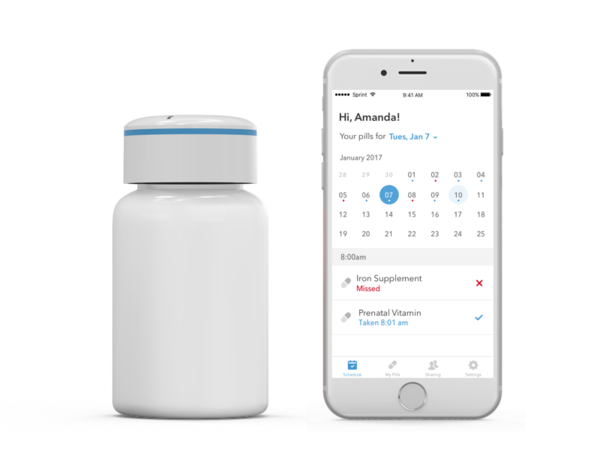 Sprint 9:41 AM 100%
Hi, Amanda!
Your pills for Tues, Jan 7
January 2017
28 29 30 01 02 03 04
05 06 07 08 09 10 11
12 13 14 15 16 17 18
19 20 21 22 23 24 25
8:00am
Iron Supplement
Missed
Prenatal Vitamin
Taken 8:01 am
Schedule My Pills Sharing Settings